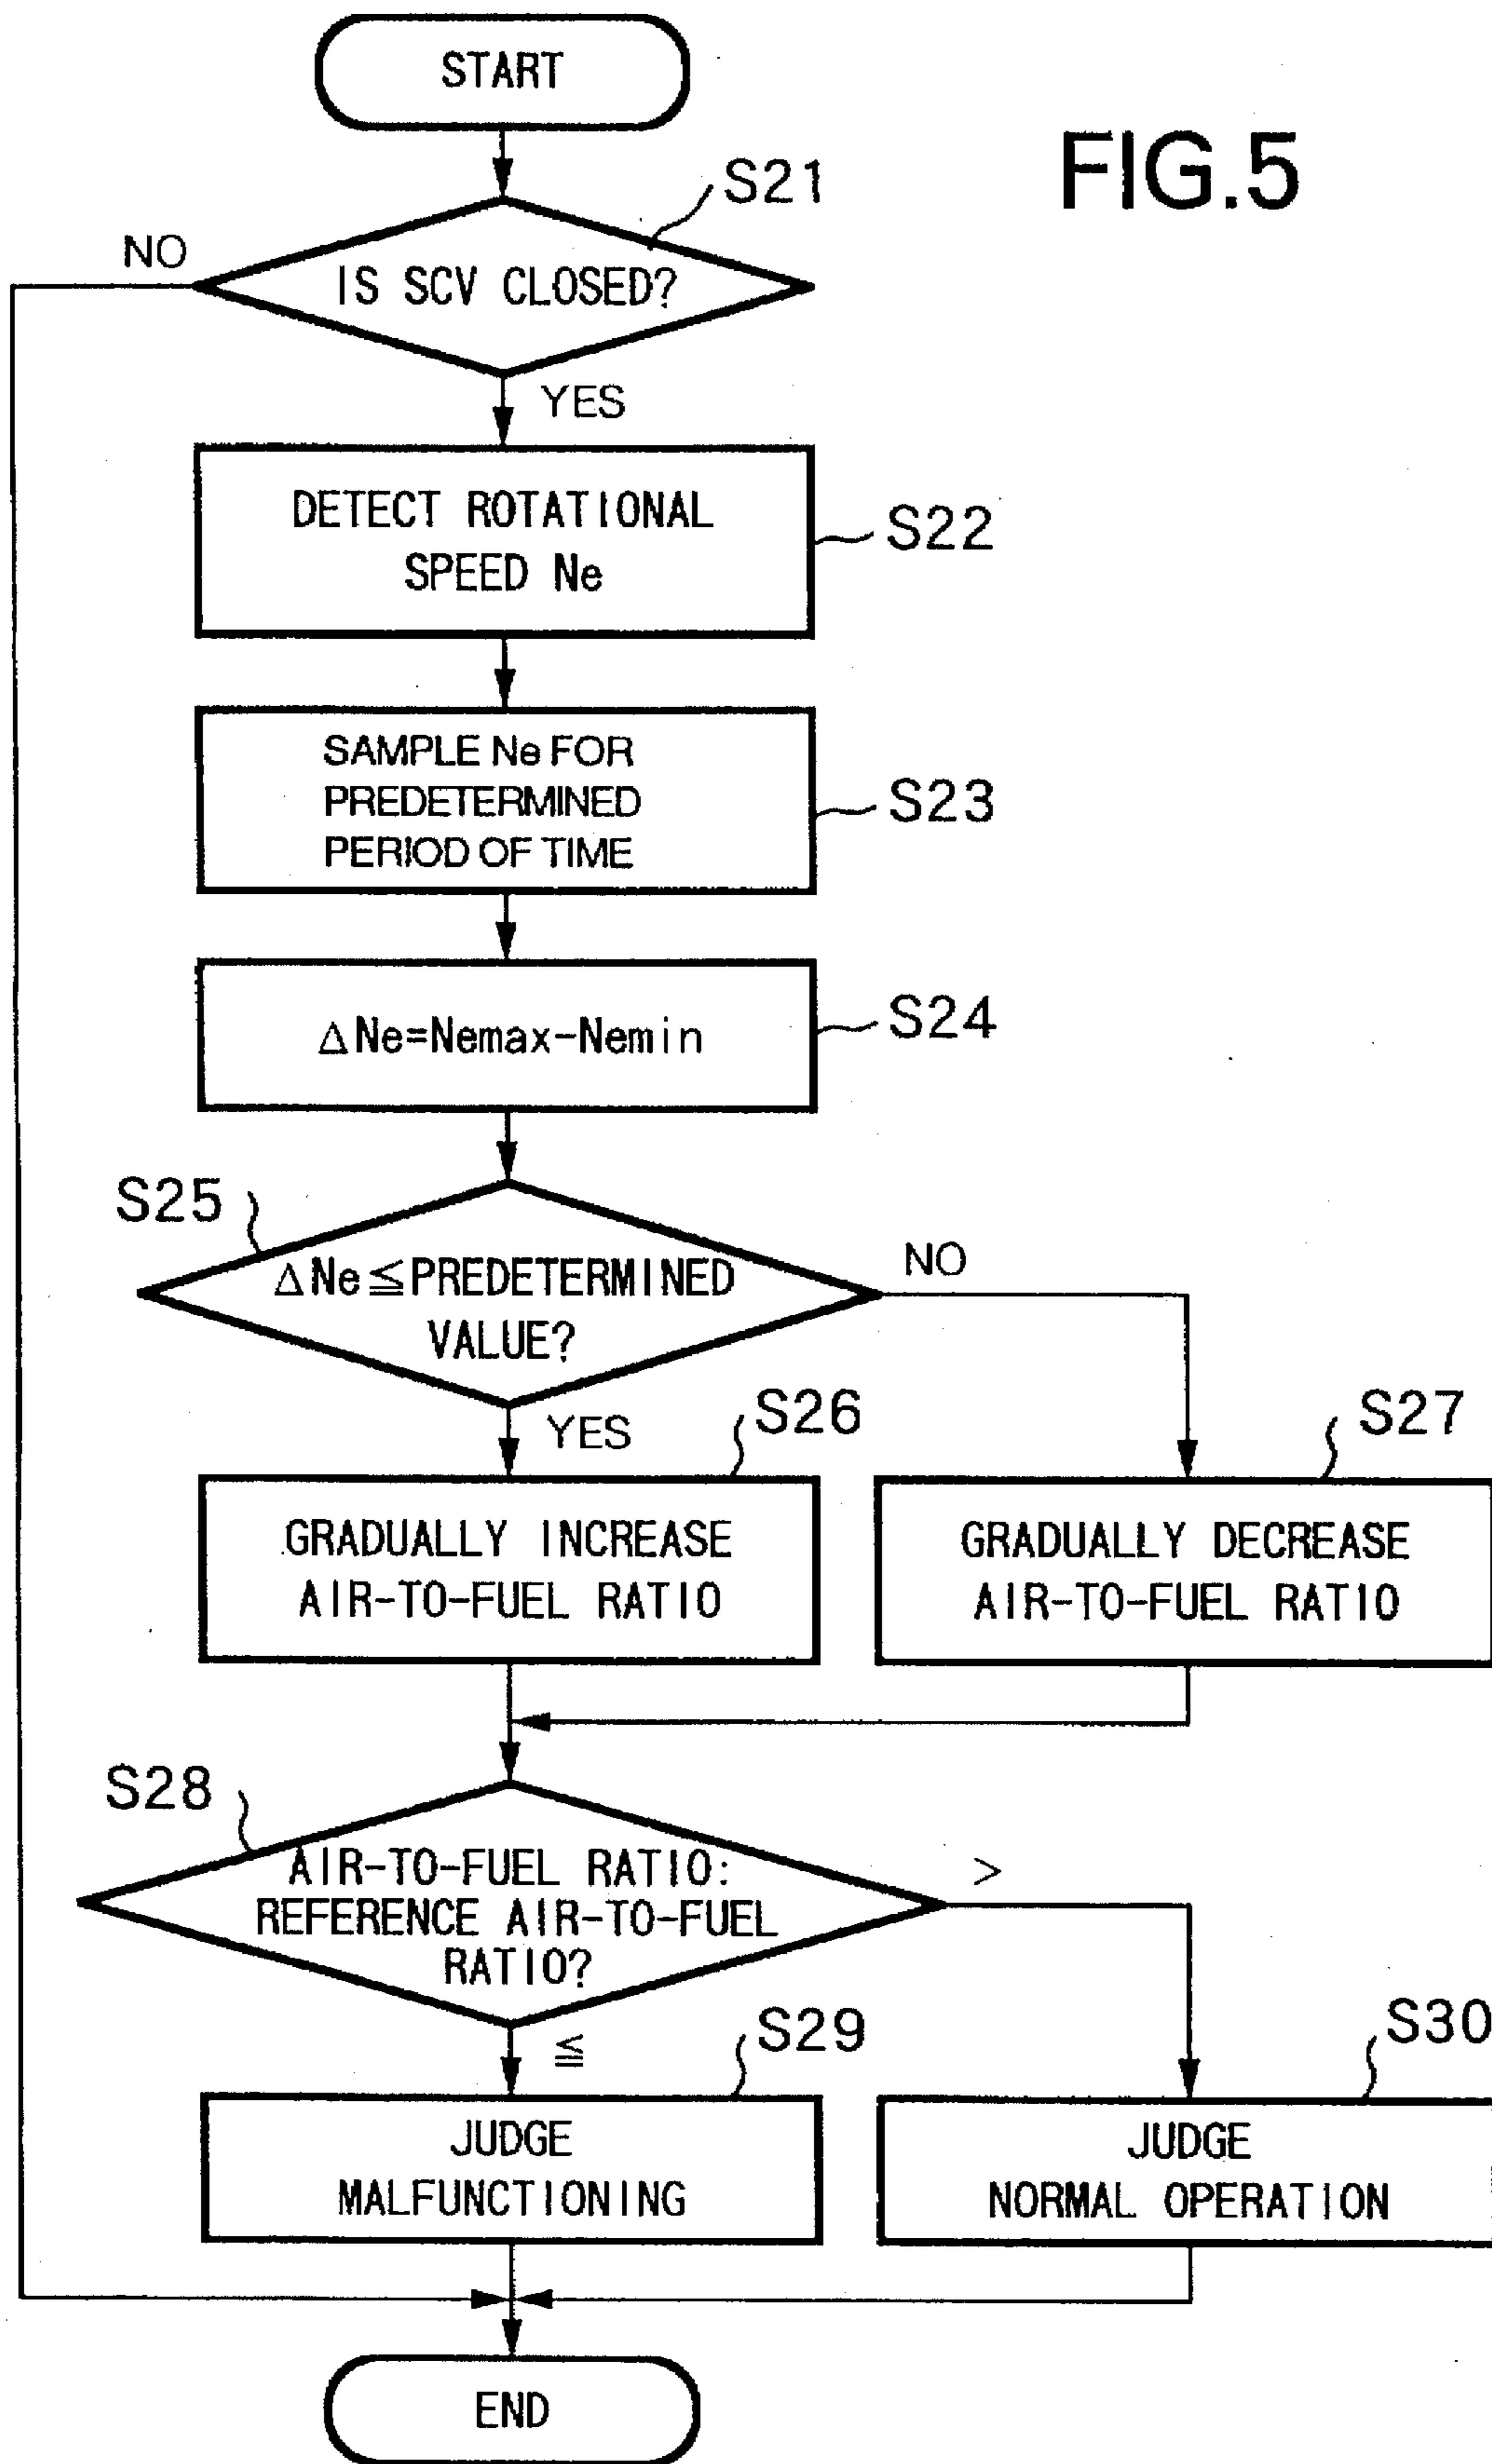 START
FIG.5
S21
NO
IS SCV CLOSED?
YES
DETECT ROTATIONAL
SPEED Ne
S22
SAMPLE Ne FOR
PREDETERMINED
PERIOD OF TIME
S23
ΔNe=Nemax-Nemin
S24
S25
ΔNe≦PREDETERMINED
VALUE?
NO
YES
S26
S27
GRADUALLY INCREASE
AIR-TO-FUEL RATIO
GRADUALLY DECREASE
AIR-TO-FUEL RATIO
S28
AIR-TO-FUEL RATIO:
REFERENCE AIR-TO-FUEL
RATIO?
>
≦
S29
S30
JUDGE
MALFUNCTIONING
JUDGE
NORMAL OPERATION
END